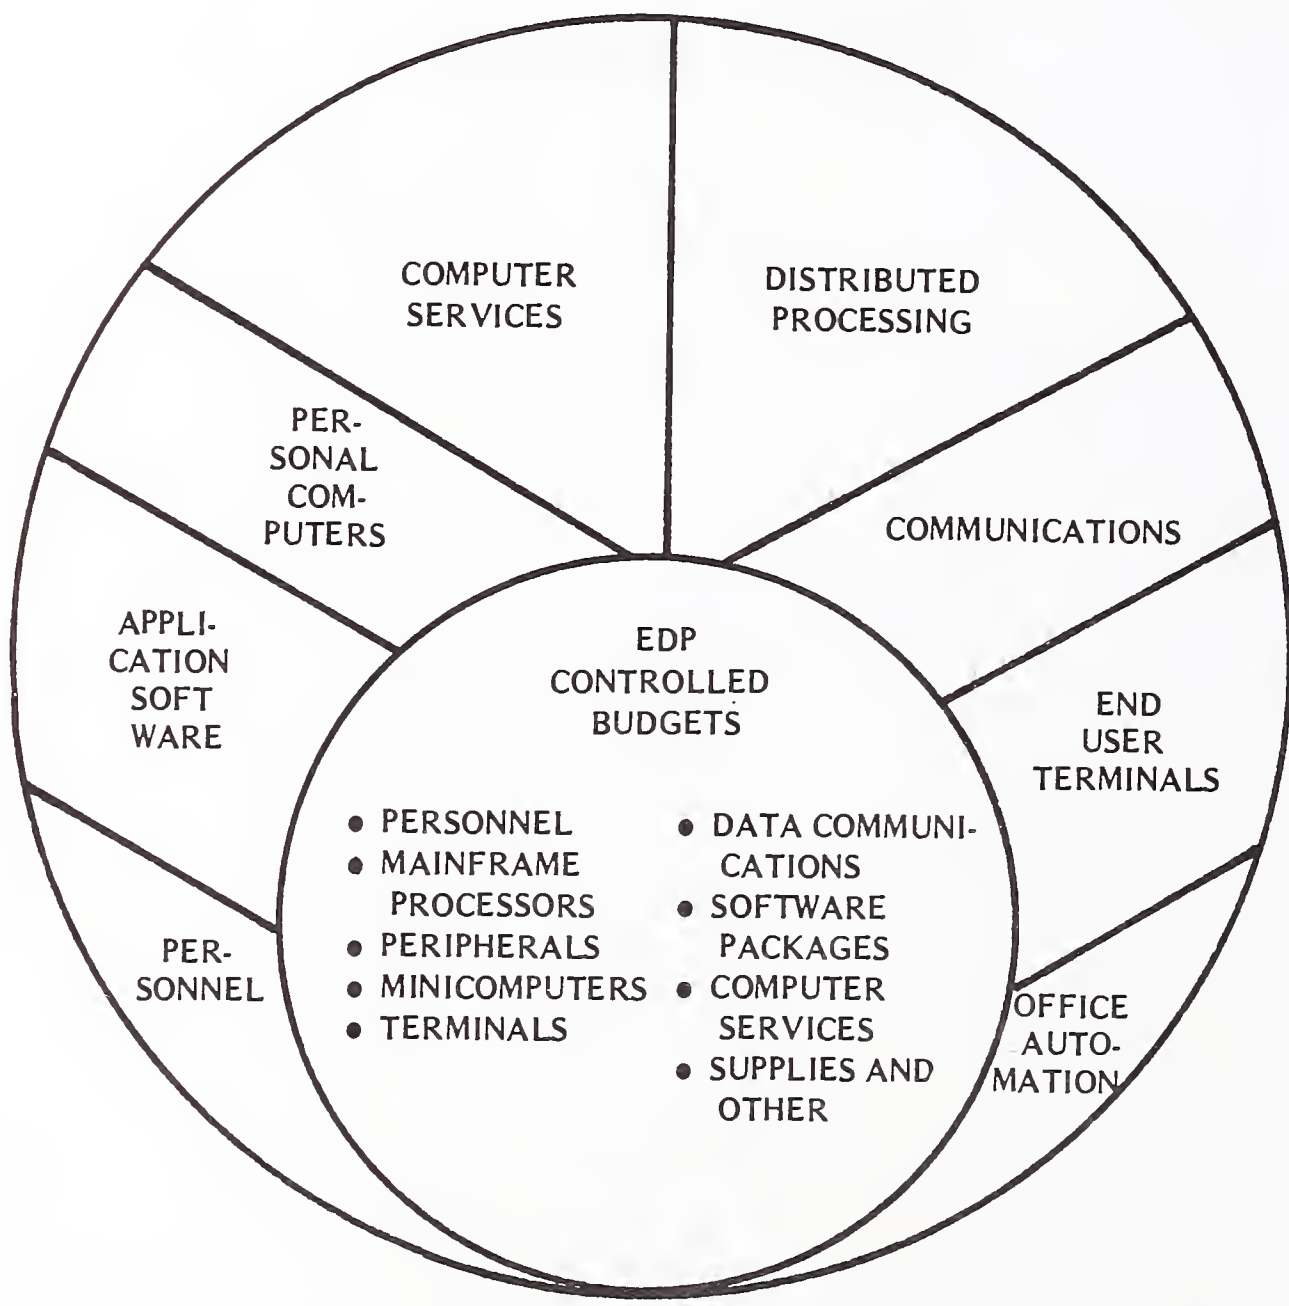 COMPUTER
SERVICES
DISTRIBUTED
PROCESSING
PER-
SONAL
COM-
PUTERS
COMMUNICATIONS
APPLI-
CATION
SOFT
WARE
END
USER
TERMINALS
PER-
SONNEL
OFFICE
AUTO-
MATION
EDP
CONTROLLED
BUDGETS
• PERSONNEL
• MAINFRAME
PROCESSORS
• PERIPHERALS
• MINICOMPUTERS
• TERMINALS
• DATA COMMUNI-
CATIONS
• SOFTWARE
PACKAGES
• COMPUTER
SERVICES
• SUPPLIES AND
OTHER